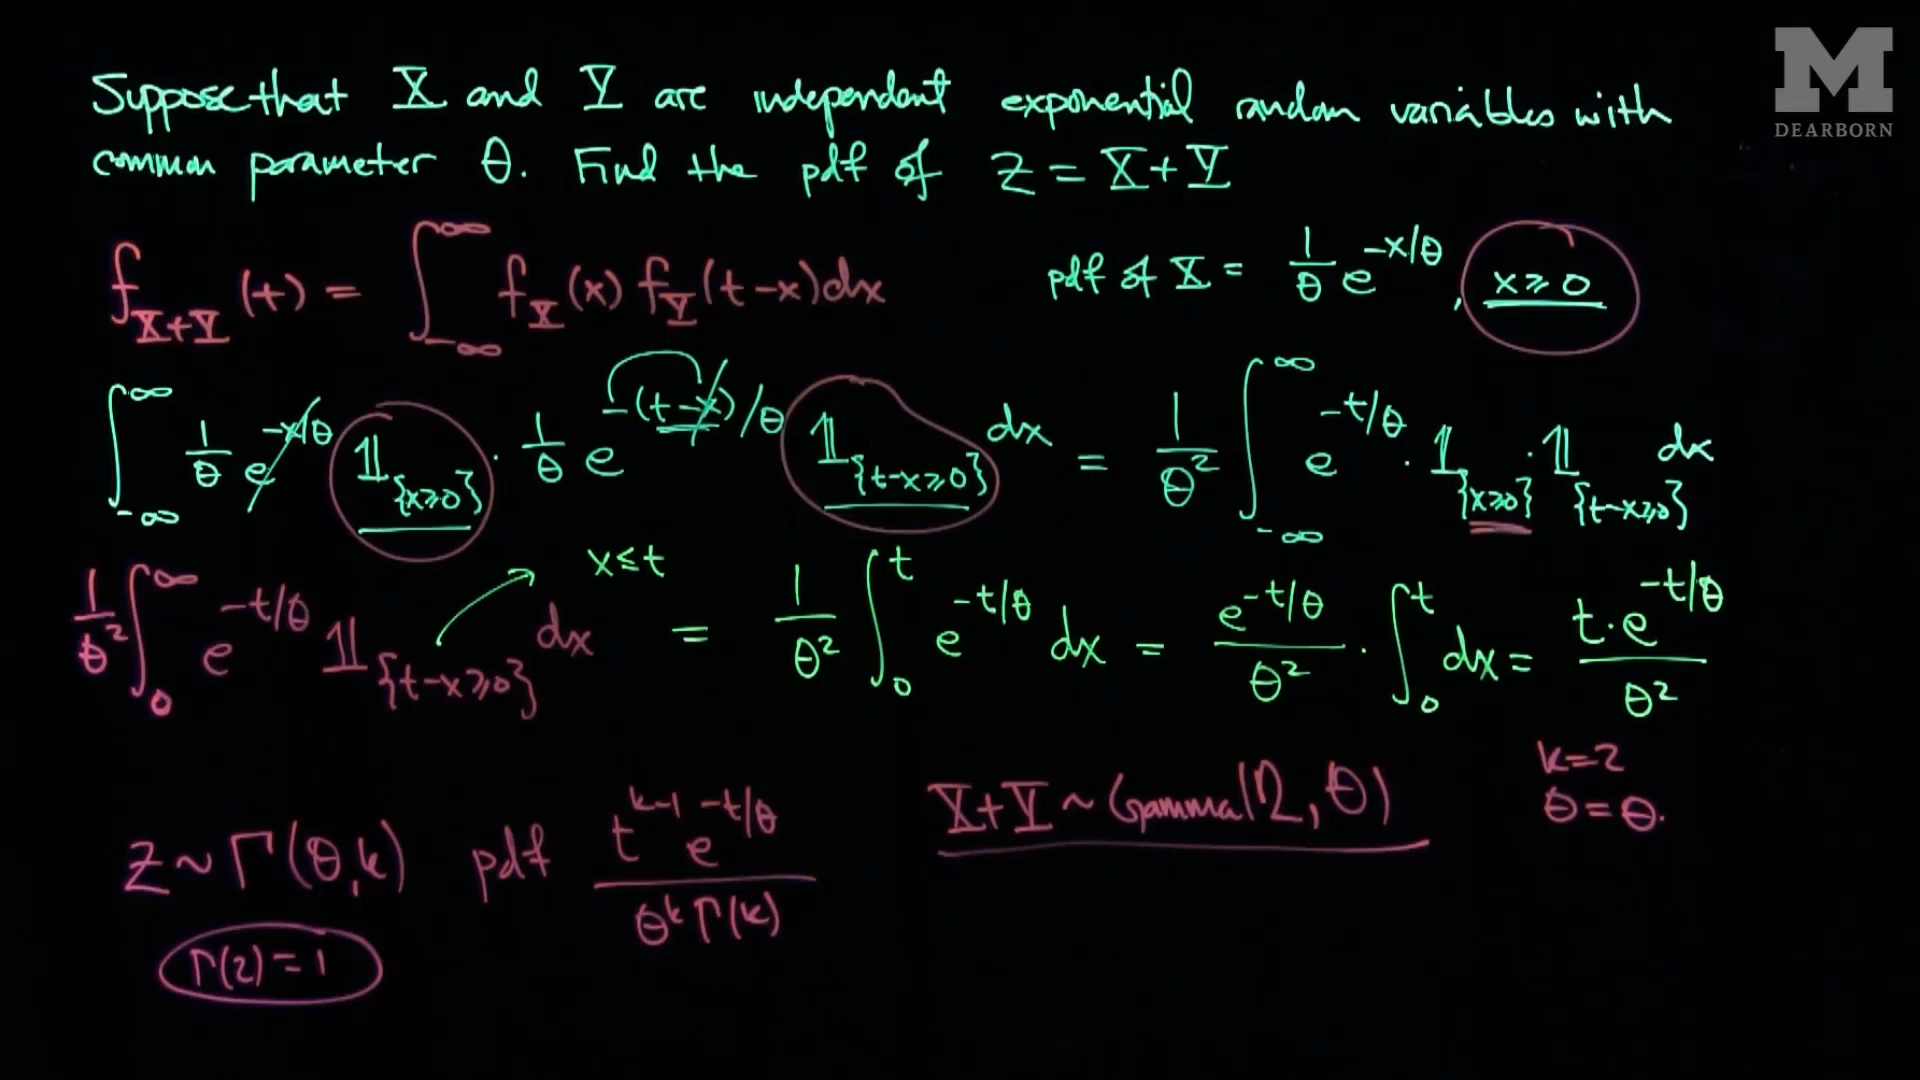 M
DEARBORN
Suppose that X and Y are independent exponential random variables with
common parameter θ. Find the pdf of Z = X+Y
f_{X+Y}(t) = ∫_{-∞}^{∞} f_X(x) f_Y(t-x)dx
pdf of X = 1/θ e^{-x/θ}, x≥0
∫_{-∞}^{∞} 1/θ e^{-x/θ} 𝟙_{{x≥0}} · 1/θ e^{-(t-x)/θ} 𝟙_{{t-x≥0}} dx = 1/θ² ∫_{-∞}^{∞} e^{-t/θ} · 𝟙_{{x≥0}} · 𝟙_{{t-x≥0}} dx
x≤t
1/θ² ∫_0^∞ e^{-t/θ} 𝟙_{{t-x≥0}} dx = 1/θ² ∫_0^t e^{-t/θ} dx = e^{-t/θ}/θ² · ∫_0^t dx = t·e^{-t/θ}/θ²
Z ~ Γ(θ,k) pdf t^{k-1} e^{-t/θ} / θ^k Γ(k)
X+Y ~ Gamma(2, θ)
k=2
θ=θ.
Γ(2)=1